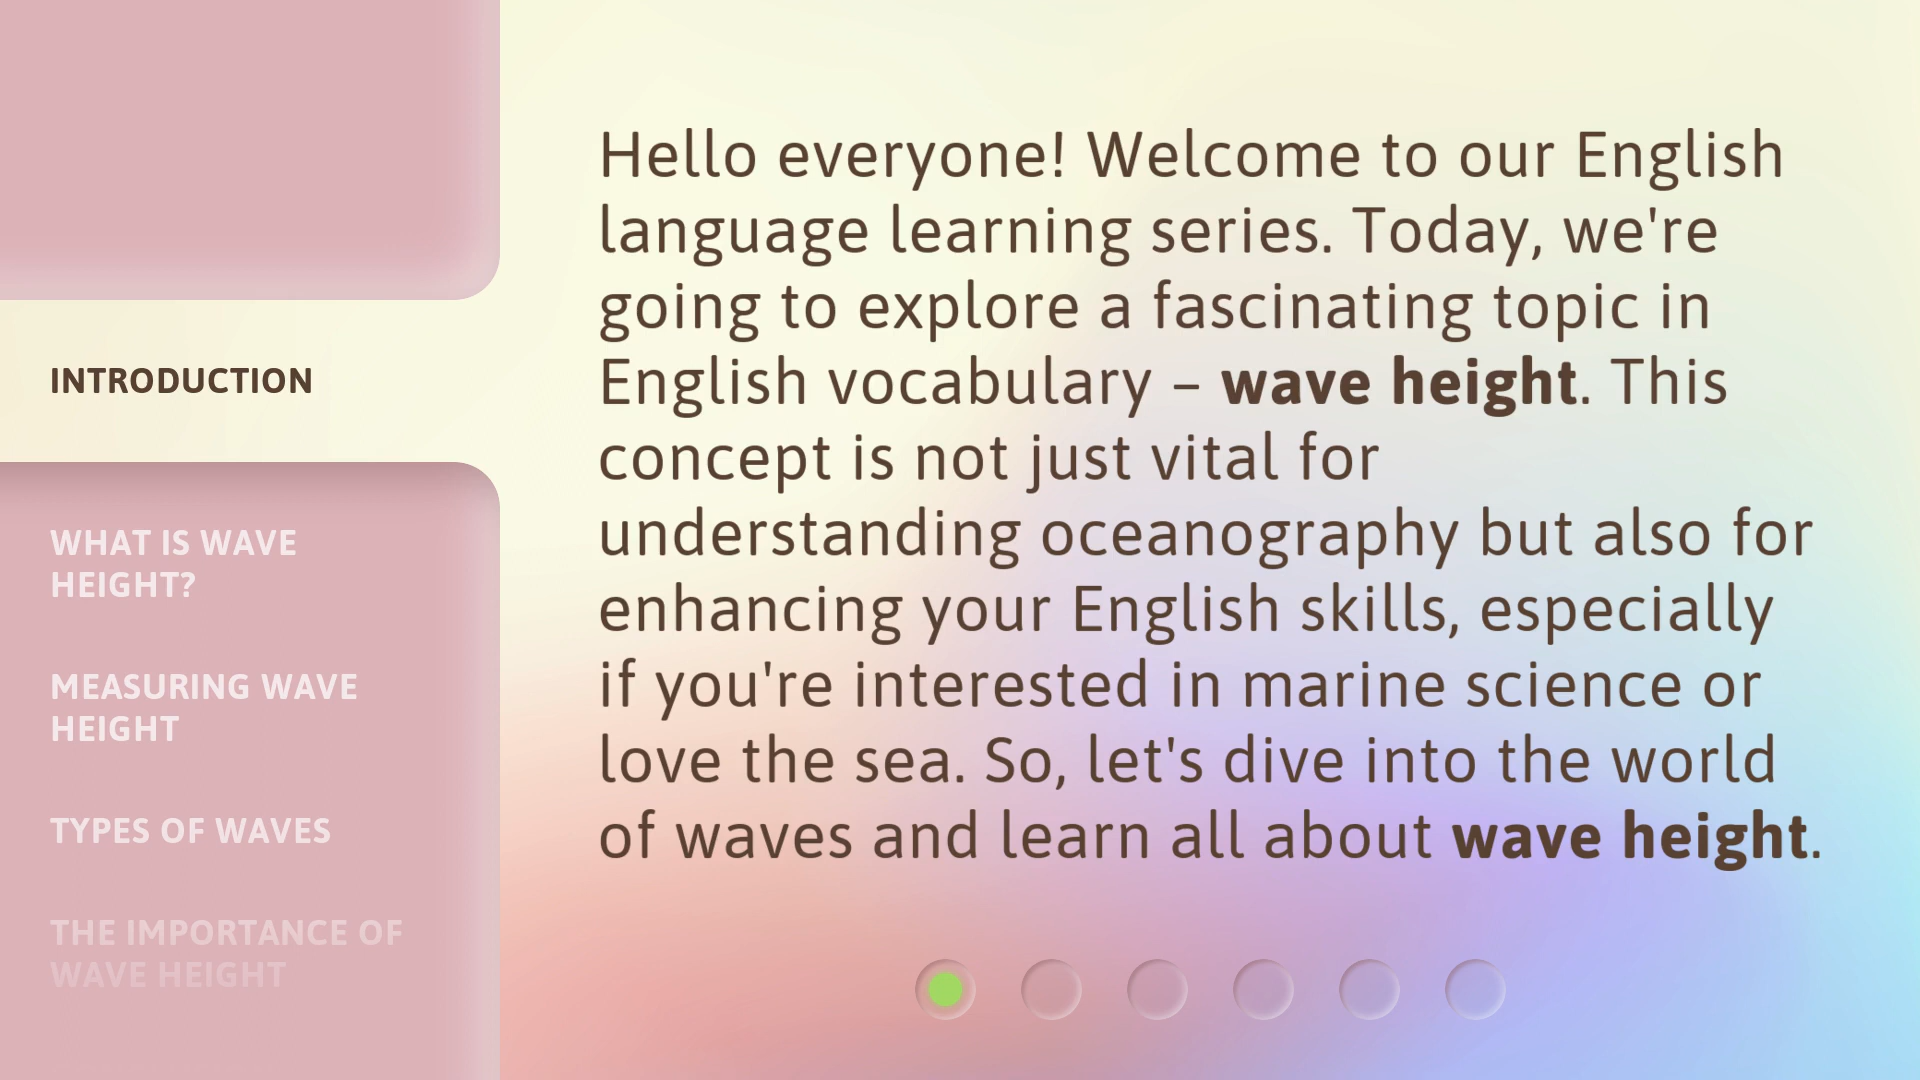 INTRODUCTION
WHAT IS WAVE
HEIGHT?
MEASURING WAVE
HEIGHT
TYPES OF WAVES
THE IMPORTANCE OF
WAVE HEIGHT
Hello everyone! Welcome to our English
language learning series. Today, we're
going to explore a fascinating topic in
English vocabulary – wave height. This
concept is not just vital for
understanding oceanography but also for
enhancing your English skills, especially
if you're interested in marine science or
love the sea. So, let's dive into the world
of waves and learn all about wave height.